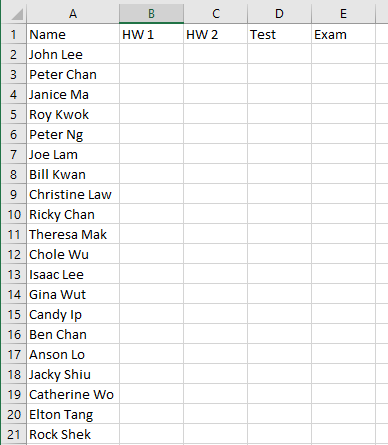 A B C D E
1 Name HW 1 HW 2 Test Exam
2 John Lee
3 Peter Chan
4 Janice Ma
5 Roy Kwok
6 Peter Ng
7 Joe Lam
8 Bill Kwan
9 Christine Law
10 Ricky Chan
11 Theresa Mak
12 Chole Wu
13 Isaac Lee
14 Gina Wut
15 Candy Ip
16 Ben Chan
17 Anson Lo
18 Jacky Shiu
19 Catherine Wo
20 Elton Tang
21 Rock Shek